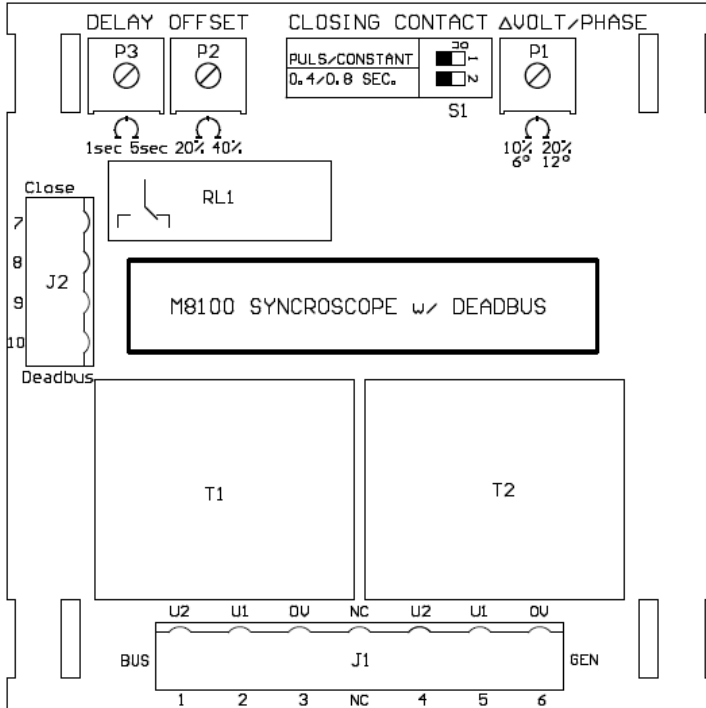 DELAY OFFSET CLOSING CONTACT ΔVOLT/PHASE
P3 P2 P1
PULS/CONSTANT
0.4/0.8 SEC.
on
1
2
S1
1sec 5sec 20% 40%
10% 20%
6° 12°
Close
RL1
7
8
J2
9
10
M8100 SYNCROSCOPE w/ DEADBUS
Deadbus
T1 T2
U2 U1 0V NC U2 U1 0V
BUS J1 GEN
1 2 3 NC 4 5 6